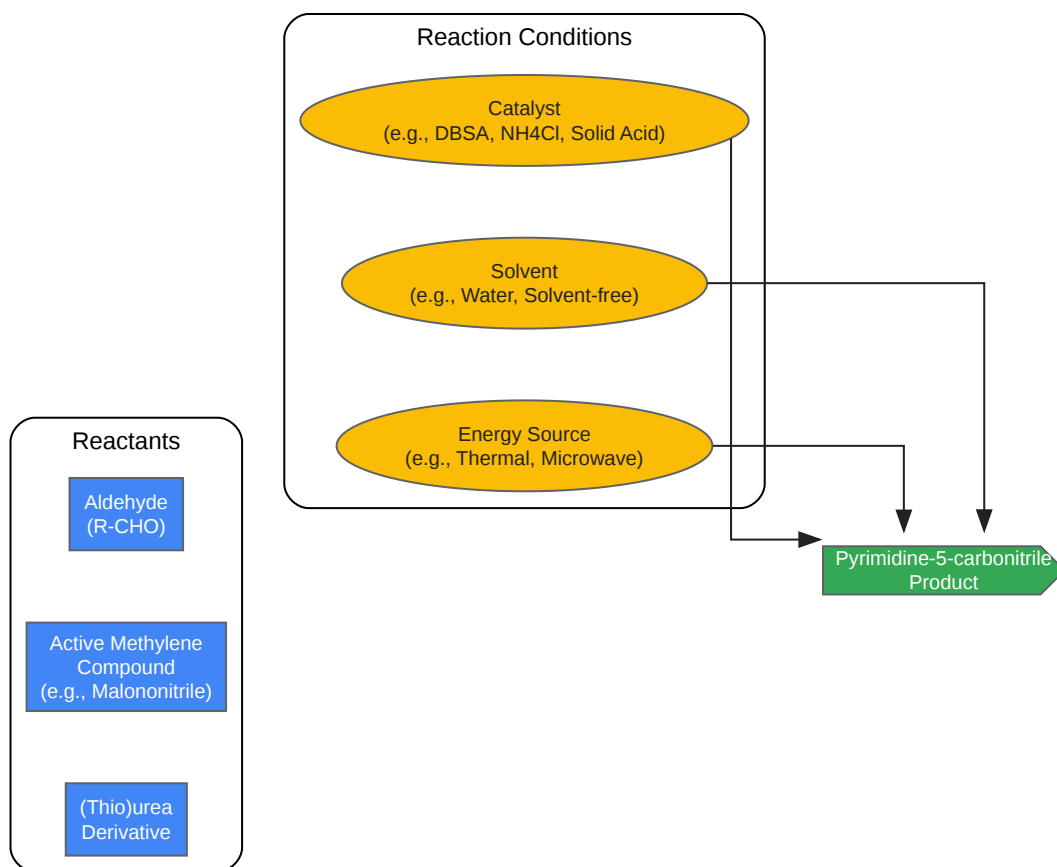 Reaction Conditions
Catalyst
(e.g., DBSA, NH4Cl, Solid Acid)
Solvent
(e.g., Water, Solvent-free)
Energy Source
(e.g., Thermal, Microwave)
Reactants
Aldehyde
(R-CHO)
Active Methylene
Compound
(e.g., Malononitrile)
(Thio)urea
Derivative
Pyrimidine-5-carbonitrile
Product